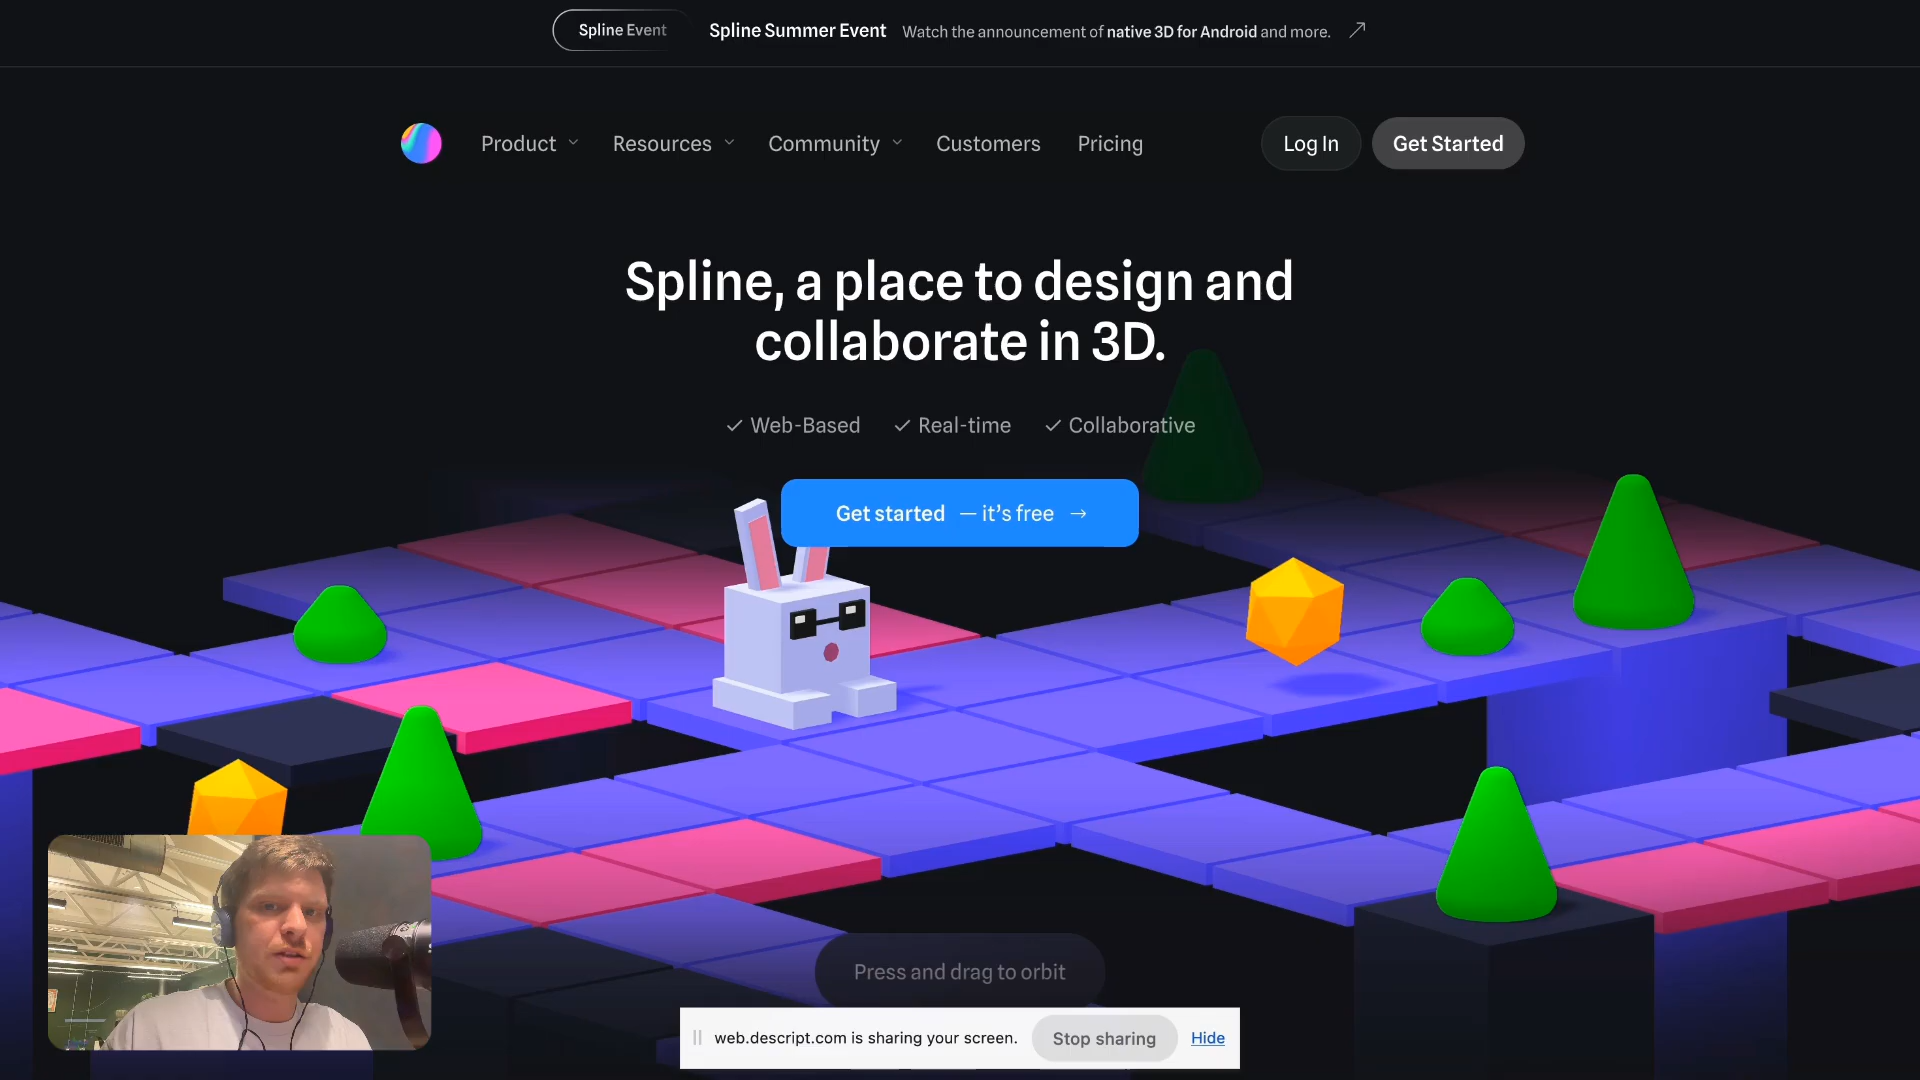 Spline Event
Spline Summer Event Watch the announcement of native 3D for Android and more.
Product Resources Community Customers Pricing Log In Get Started
Spline, a place to design and
collaborate in 3D.
Web-Based Real-time Collaborative
Get started — it’s free →
Press and drag to orbit
web.descript.com is sharing your screen. Stop sharing Hide